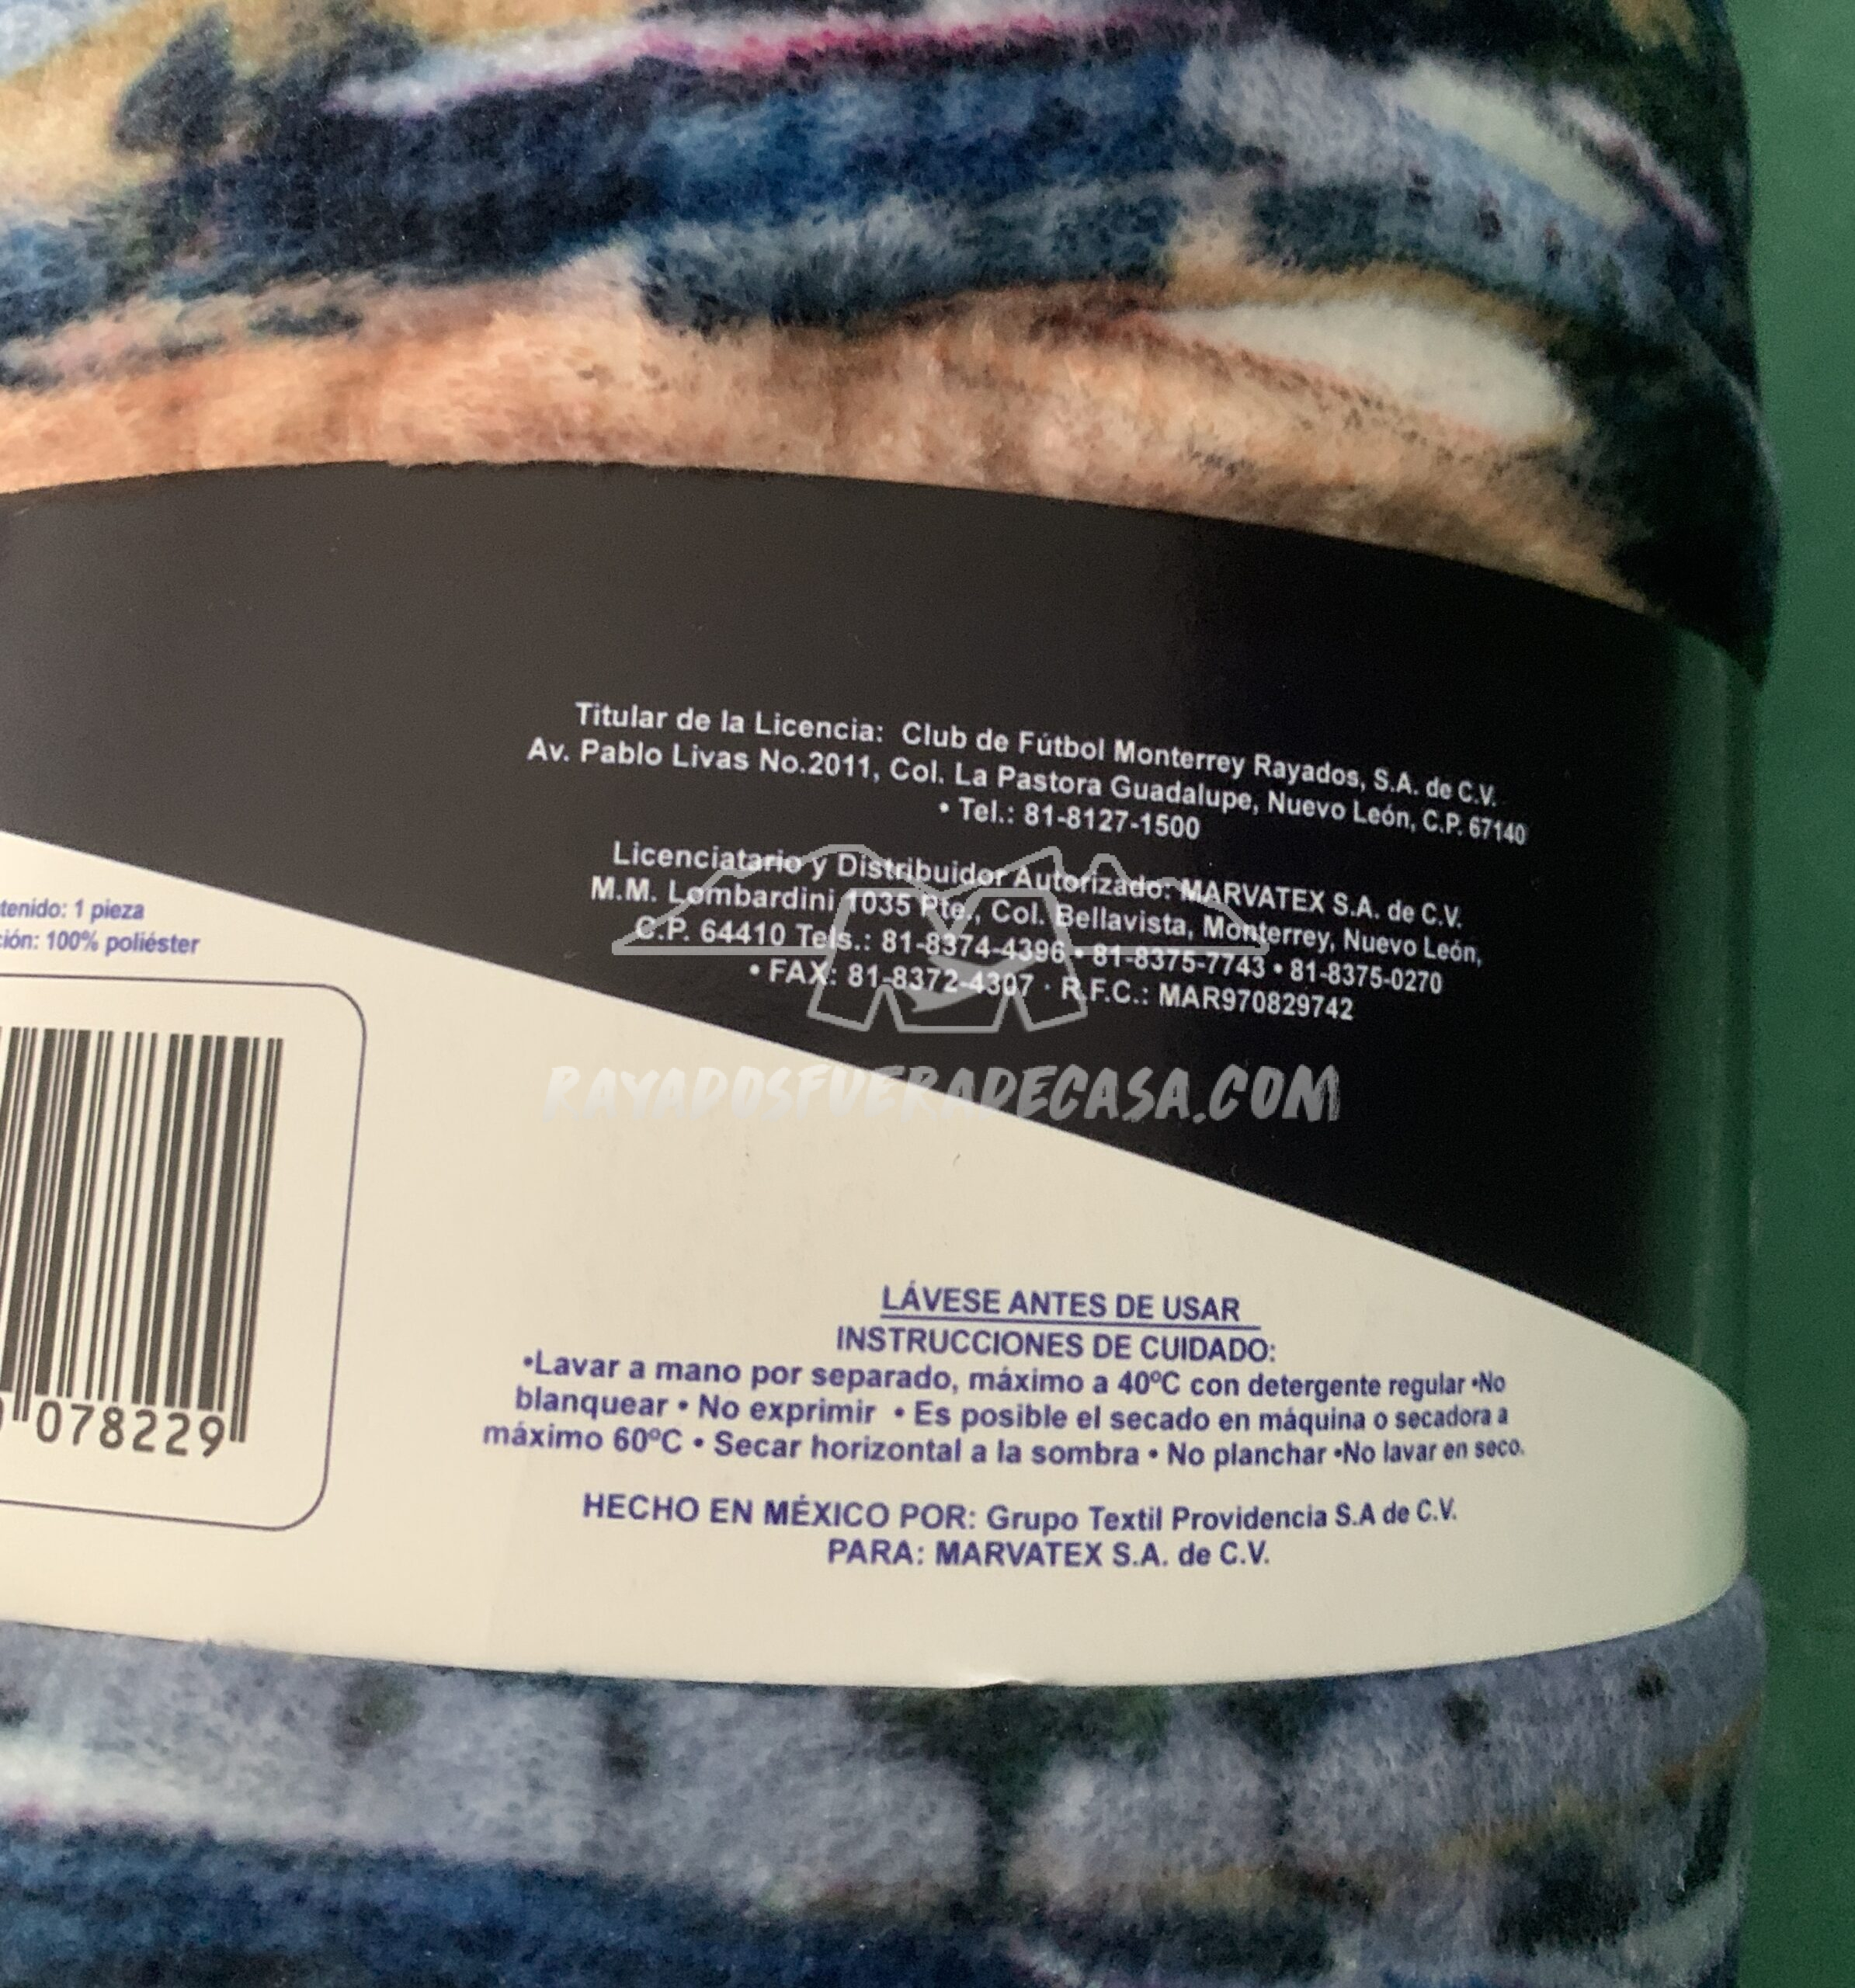 Titular de la Licencia: Club de Fútbol Monterrey Rayados, S.A. de C.V.
Av. Pablo Livas No.2011, Col. La Pastora Guadalupe, Nuevo León, C.P. 67140
• Tel.: 81-8127-1500
Licenciatario y Distribuidor Autorizado: MARVATEX S.A. de C.V.
M.M. Lombardini 1035 Pte., Col. Bellavista, Monterrey, Nuevo León,
C.P. 64410 Tels.: 81-8374-4396 • 81-8375-7743 • 81-8375-0270
• FAX: 81-8372-4307 · R.F.C.: MAR970829742
RAYADOSFUERADECASA.COM
tenido: 1 pieza
ción: 100% poliéster
078229
LÁVESE ANTES DE USAR
INSTRUCCIONES DE CUIDADO:
•Lavar a mano por separado, máximo a 40ºC con detergente regular •No
blanquear • No exprimir • Es posible el secado en máquina o secadora a
máximo 60ºC • Secar horizontal a la sombra • No planchar •No lavar en seco.
HECHO EN MÉXICO POR: Grupo Textil Providencia S.A de C.V.
PARA: MARVATEX S.A. de C.V.